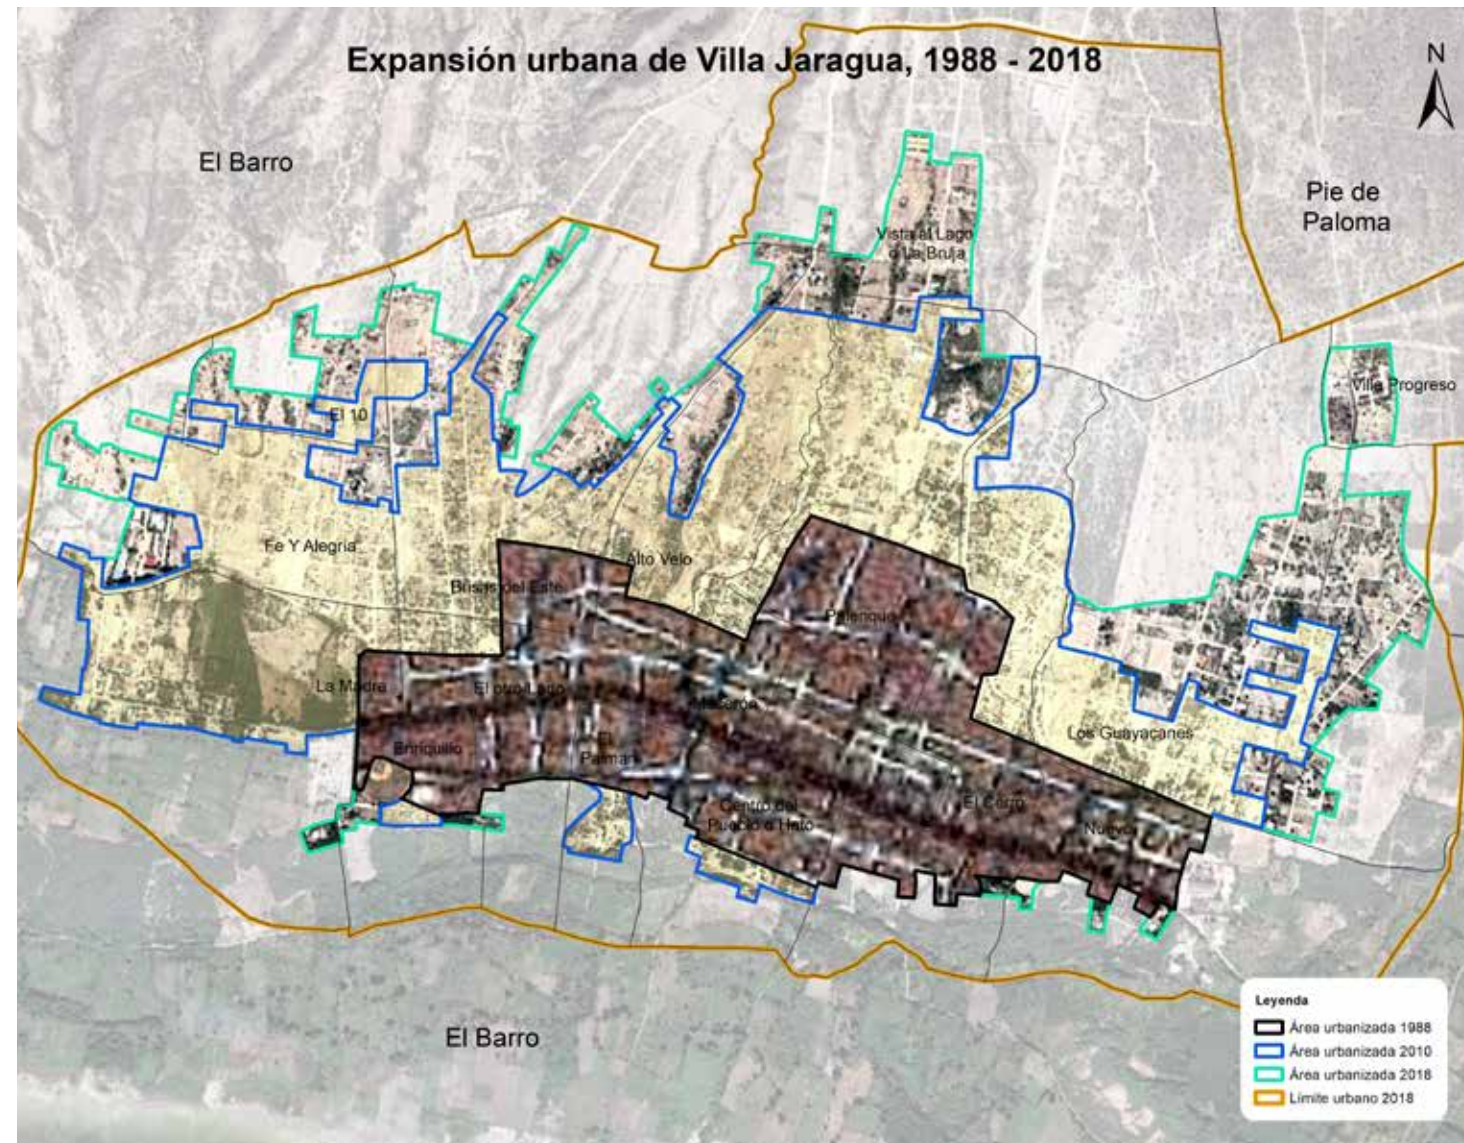 Expansión urbana de Villa Jaragua, 1988 - 2018
N
El Barro
Pie de
Paloma
Vista al Lago
o La Bruja
Villa Progreso
El 10
Fe Y Alegria
Alto Velo
del Este
Palenque
La Madre
El otro Lado
Los Guayacanes
Enriquillo
El
Palmar
Centro del
Pueblo o Hato
El Cerro
Nuevo
El Barro
Leyenda
Área urbanizada 1988
Área urbanizada 2010
Área urbanizada 2018
Límite urbano 2018